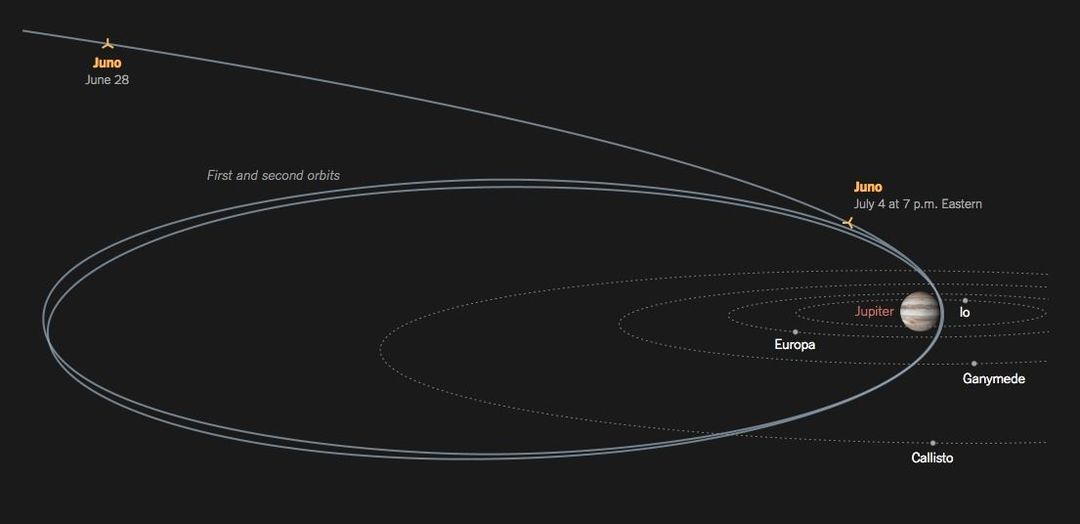 Juno
June 28
First and second orbits
Juno
July 4 at 7 p.m. Eastern
Jupiter
Io
Europa
Ganymede
Callisto